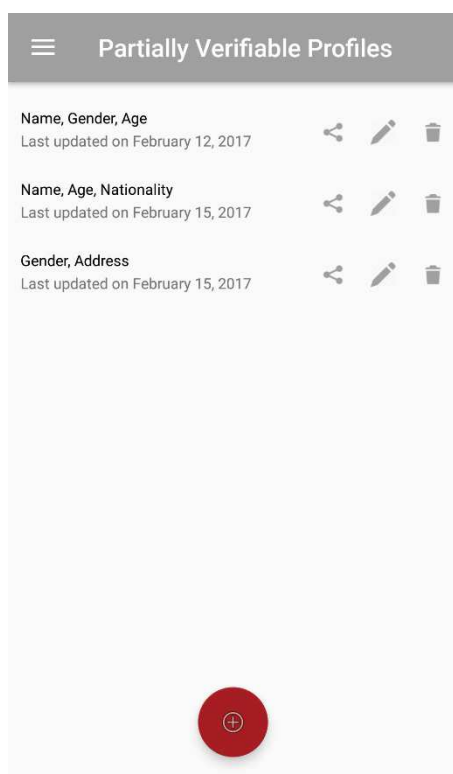 Partially Verifiable Profiles
Name, Gender, Age
Last updated on February 12, 2017
Name, Age, Nationality
Last updated on February 15, 2017
Gender, Address
Last updated on February 15, 2017